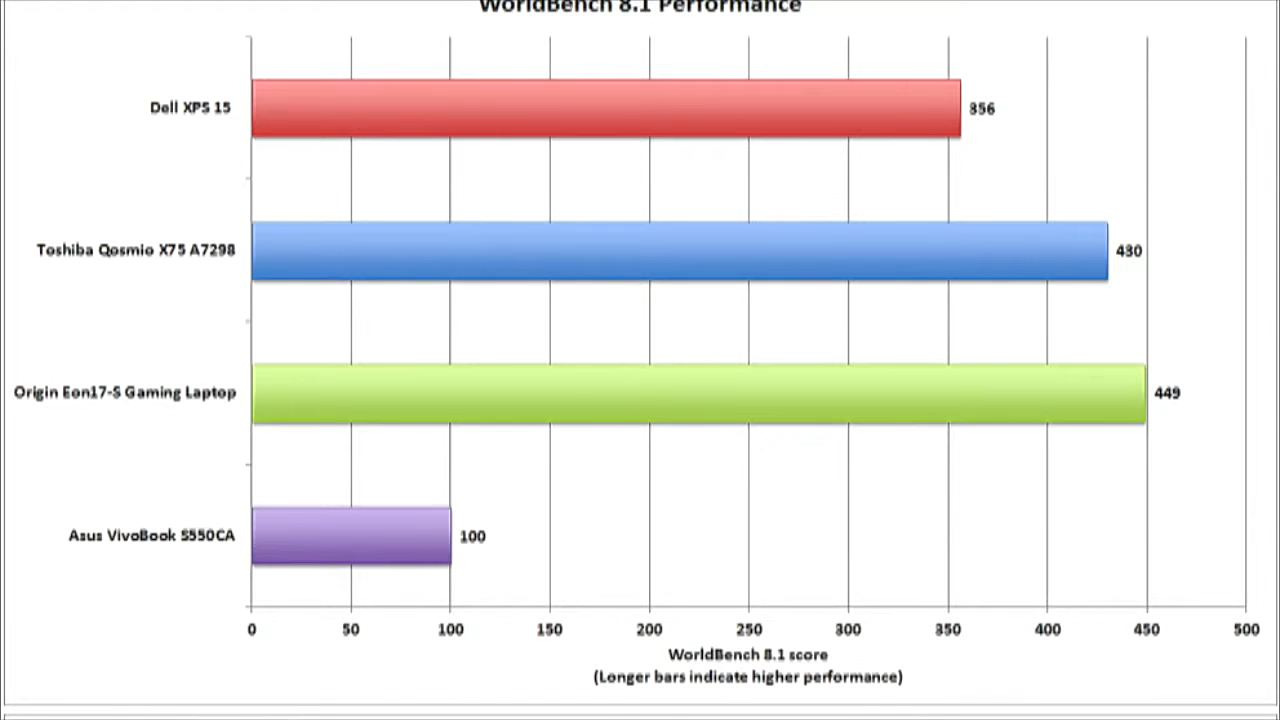 WorldBench 8.1 Performance
Dell XPS 15
356
Toshiba Qosmio X75 A7298
430
Origin Eon17-S Gaming Laptop
449
Asus VivoBook S550CA
100
0 50 100 150 200 250 300 350 400 450 500
WorldBench 8.1 score
(Longer bars indicate higher performance)